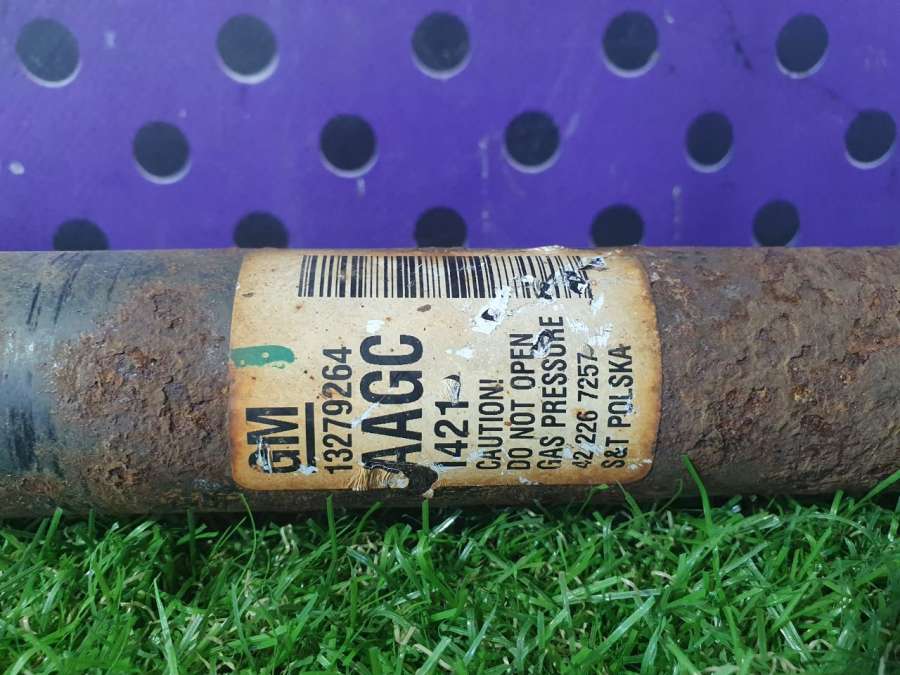 GM
13279264
AAGC
1421
CAUTION!
DO NOT OPEN
GAS PRESSURE
42 226 7257
S&T POLSKA